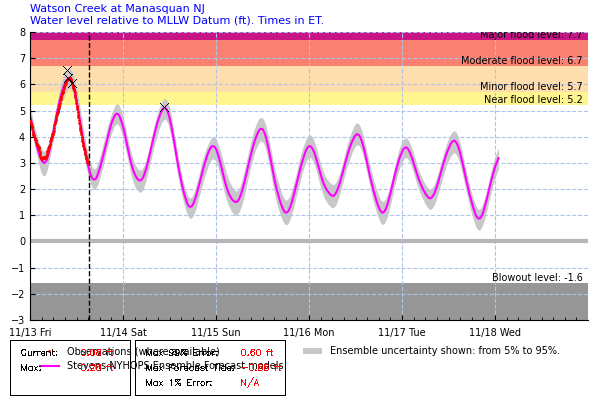 Watson Creek at Manasquan NJ
Water level relative to MLLW Datum (ft). Times in ET.
8
7
6
5
4
3
2
1
0
−1
−2
−3
Major flood level: 7.7
Moderate flood level: 6.7
Minor flood level: 5.7
Near flood level: 5.2
Blowout level: -1.6
11/13 Fri
11/14 Sat
11/15 Sun
11/16 Mon
11/17 Tue
11/18 Wed
Observations (where available)
Stevens NYHOPS Ensemble Forecast models
Ensemble uncertainty shown: from 5% to 95%.
Current:
Max:
Max Error: 0.60 ft
Max Forecast Tide:
Max 1% Error: N/A